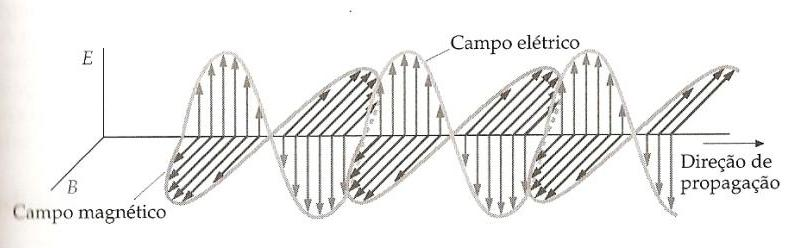 E
Campo elétrico
B
Campo magnético
Direção de
propagação